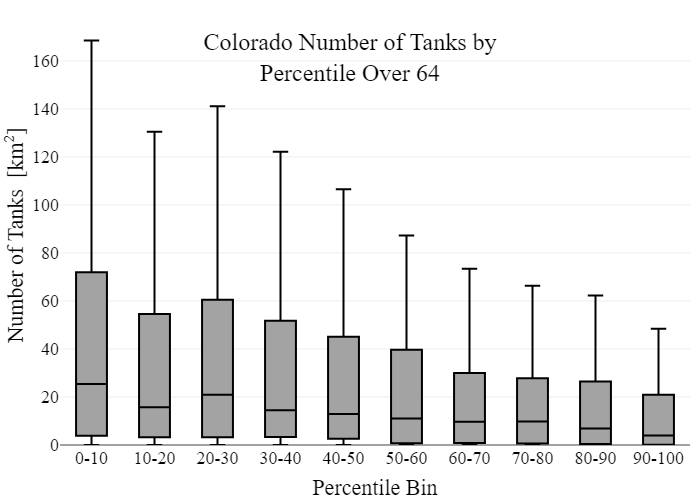 Colorado Number of Tanks by
Percentile Over 64
Number of Tanks [km²]
160
140
120
100
80
60
40
20
0
0-10 10-20 20-30 30-40 40-50 50-60 60-70 70-80 80-90 90-100
Percentile Bin